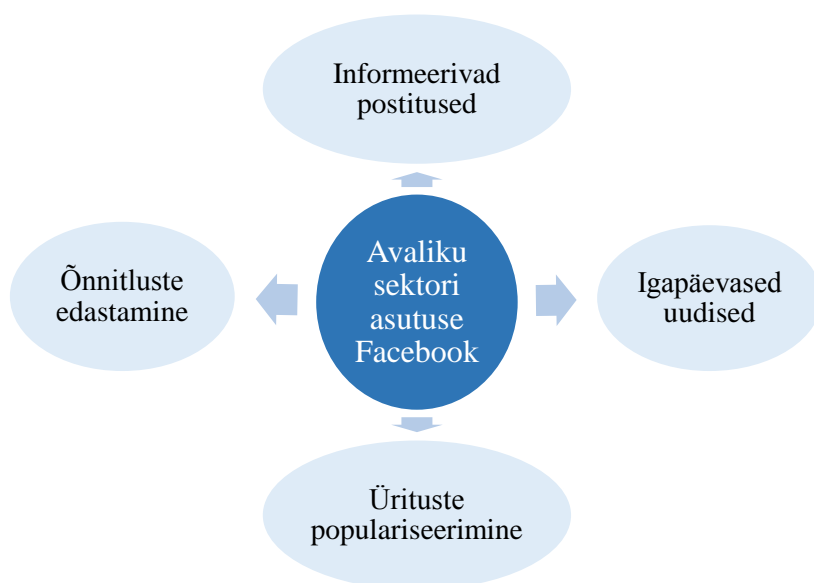 Informeerivad
postitused
Õnnitluste
edastamine
Avaliku
sektori
asutuse
Facebook
Igapäevased
uudised
Ürituste
populariseerimine